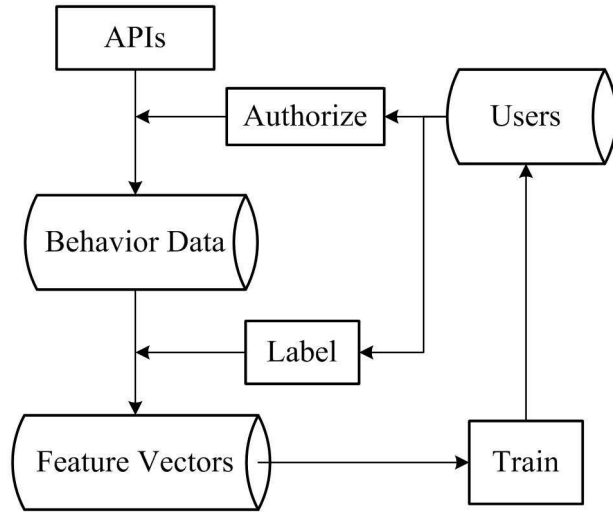 APIs
Authorize
Users
Behavior Data
Label
Feature Vectors
Train